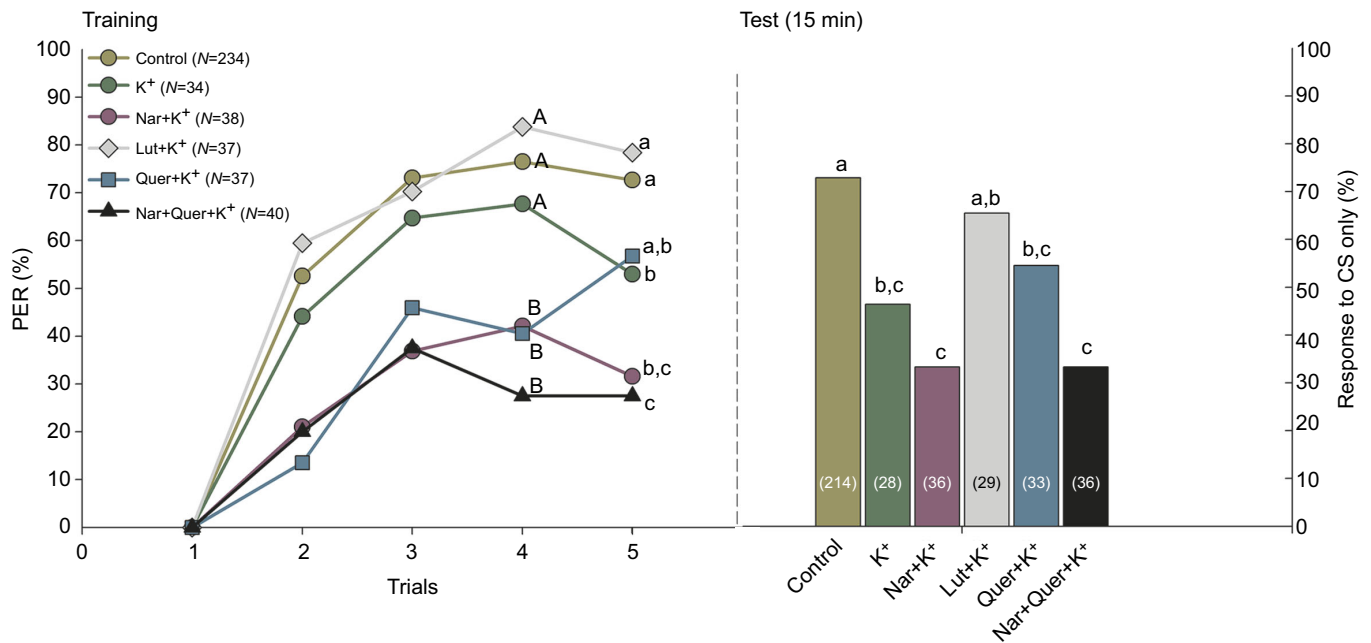 Training
100
90
80
70
60
50
40
30
20
10
0
PER (%)
Control (N=234)
K⁺ (N=34)
Nar+K⁺ (N=38)
Lut+K⁺ (N=37)
Quer+K⁺ (N=37)
Nar+Quer+K⁺ (N=40)
A
A
A
B
B
B
a
a
a,b
b
b,c
c
0 1 2 3 4 5
Trials
Test (15 min)
a
b,c
c
a,b
b,c
c
(214) (28) (36) (29) (33) (36)
Control
K⁺
Nar+K⁺
Lut+K⁺
Quer+K⁺
Nar+Quer+K⁺
100
90
80
70
60
50
40
30
20
10
0
Response to CS only (%)